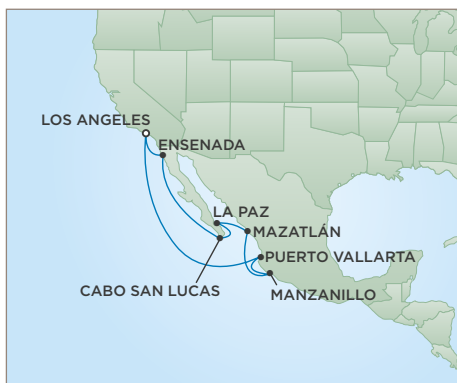 LOS ANGELES
ENSENADA
LA PAZ
MAZATLÁN
PUERTO VALLARTA
CABO SAN LUCAS
MANZANILLO